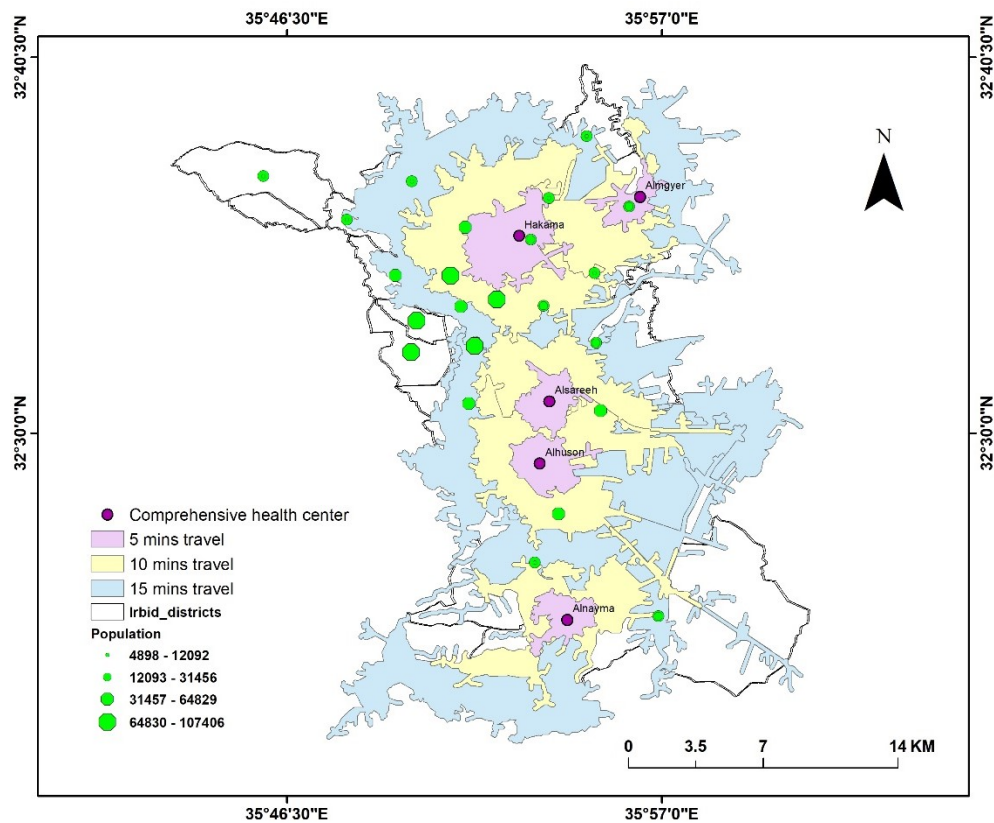 35°46'30"E
35°57'0"E
32°40'30"N
32°40'30"N
N
Almgyer
Hakama
Alsareeh
32°30'0"N
32°30'0"N
Alhuson
Comprehensive health center
5 mins travel
10 mins travel
15 mins travel
Irbid_districts
Population
4898 - 12092
12093 - 31456
31457 - 64829
64830 - 107406
Alnayma
0 3.5 7 14 KM
35°46'30"E
35°57'0"E